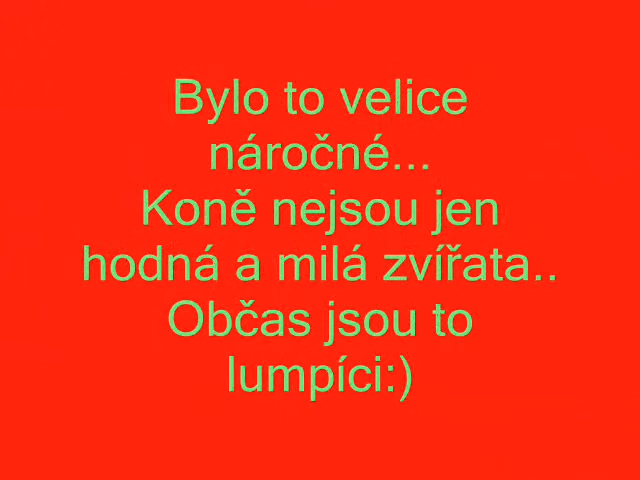 Bylo to velice
náročné...
Koně nejsou jen
hodná a milá zvířata..
Občas jsou to
lumpíci:)